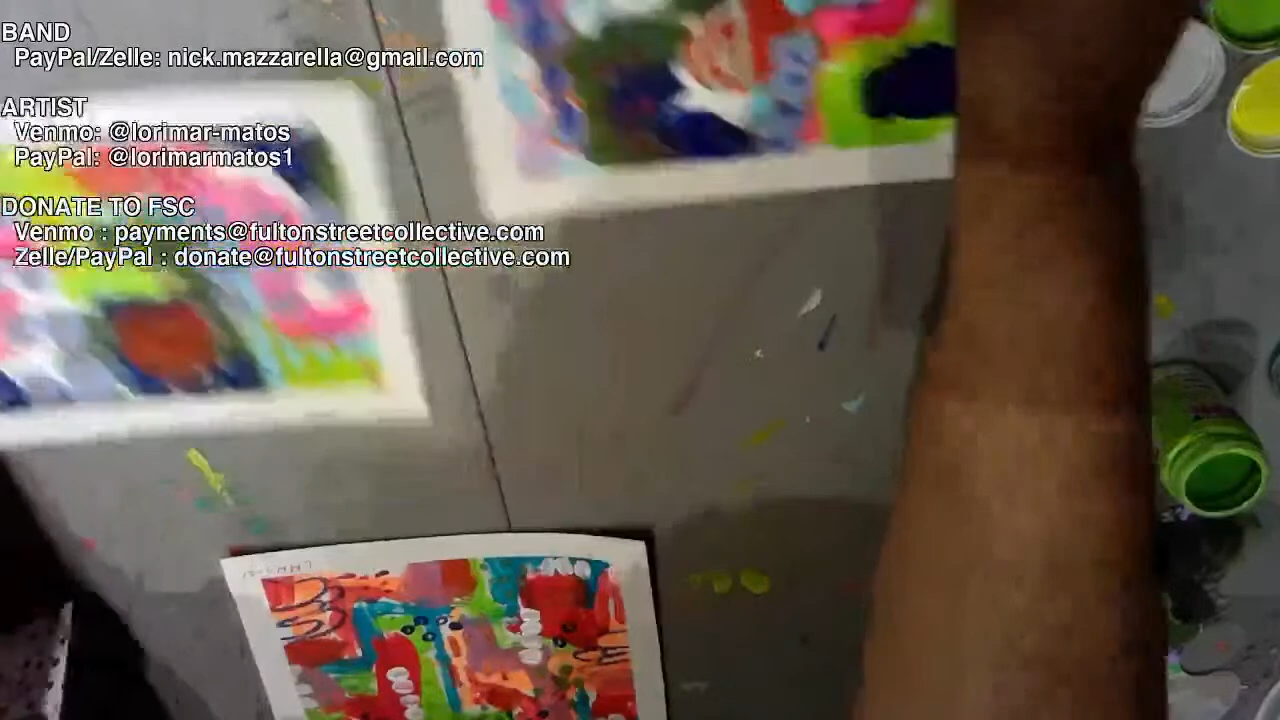 BAND
PayPal/Zelle: nick.mazzarella@gmail.com
ARTIST
Venmo: @lorimar-matos
PayPal: @lorimarmatos1
DONATE TO FSC
Venmo : payments@fultonstreetcollective.com
Zelle/PayPal : donate@fultonstreetcollective.com